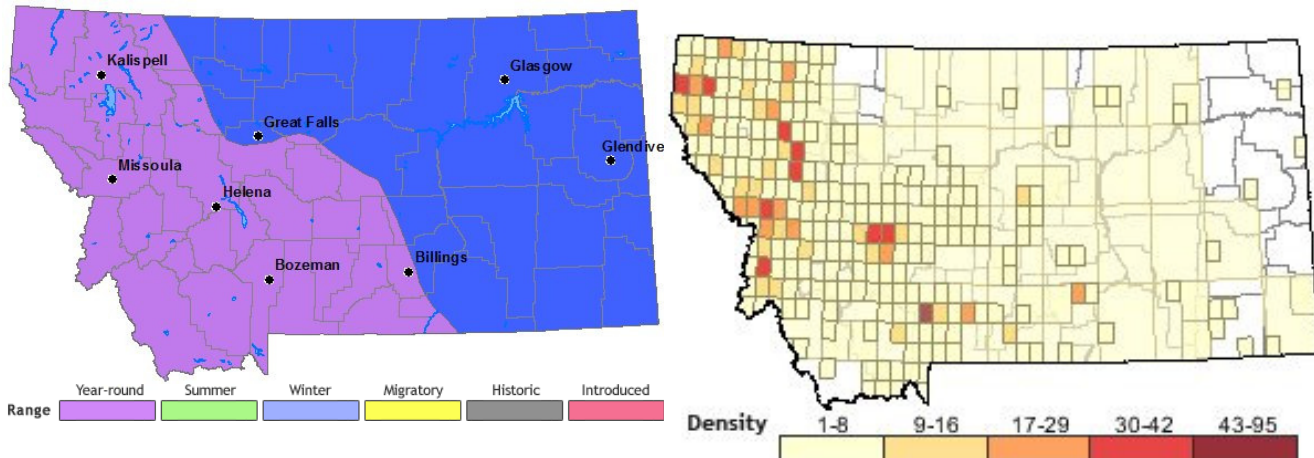 Kalispell
Glasgow
Great Falls
Glendive
Missoula
Helena
Billings
Bozeman
Year-round Summer Winter Migratory Historic Introduced
Range
Density 1-8 9-16 17-29 30-42 43-95